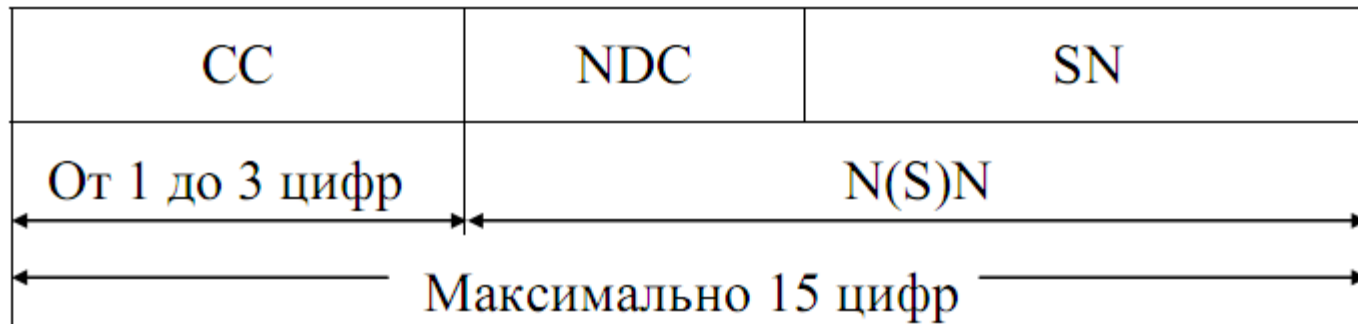 CC NDC SN
От 1 до 3 цифр N(S)N
Максимально 15 цифр